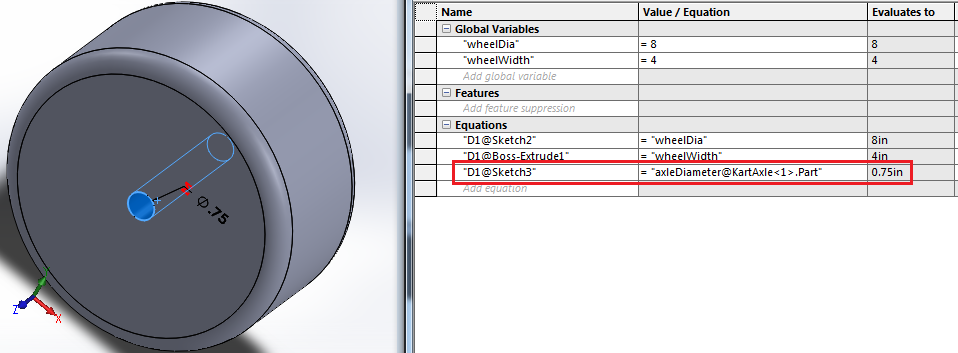 Name Value / Equation Evaluates to
Global Variables
"wheelDia" = 8 8
"wheelWidth" = 4 4
Add global variable
Features
Add feature suppression
Equations
"D1@Sketch2" = "wheelDia" 8in
"D1@Boss-Extrude1" = "wheelWidth" 4in
"D1@Sketch3" = "axleDiameter@KartAxle<1>.Part" 0.75in
Add equation
∅.75
Z X